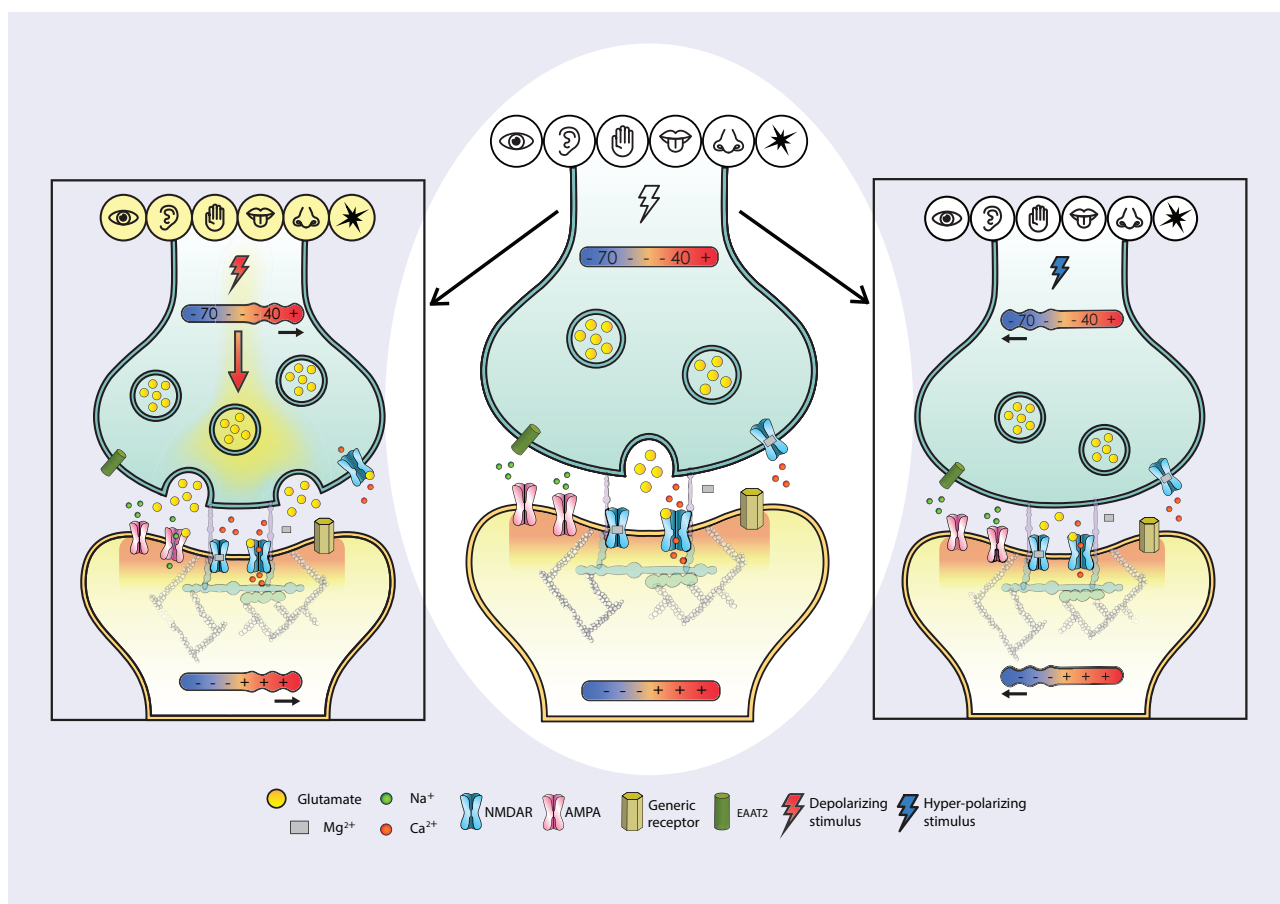 - 70 - - - 40 +
- 70 - - - 40 +
- 70 - - - 40 +
- - - + + +
- - - + + +
- - - + + +
Glutamate
Na+
NMDAR
AMPA
Generic
receptor
EAAT2
Depolarizing
stimulus
Hyper-polarizing
stimulus
Mg2+
Ca2+